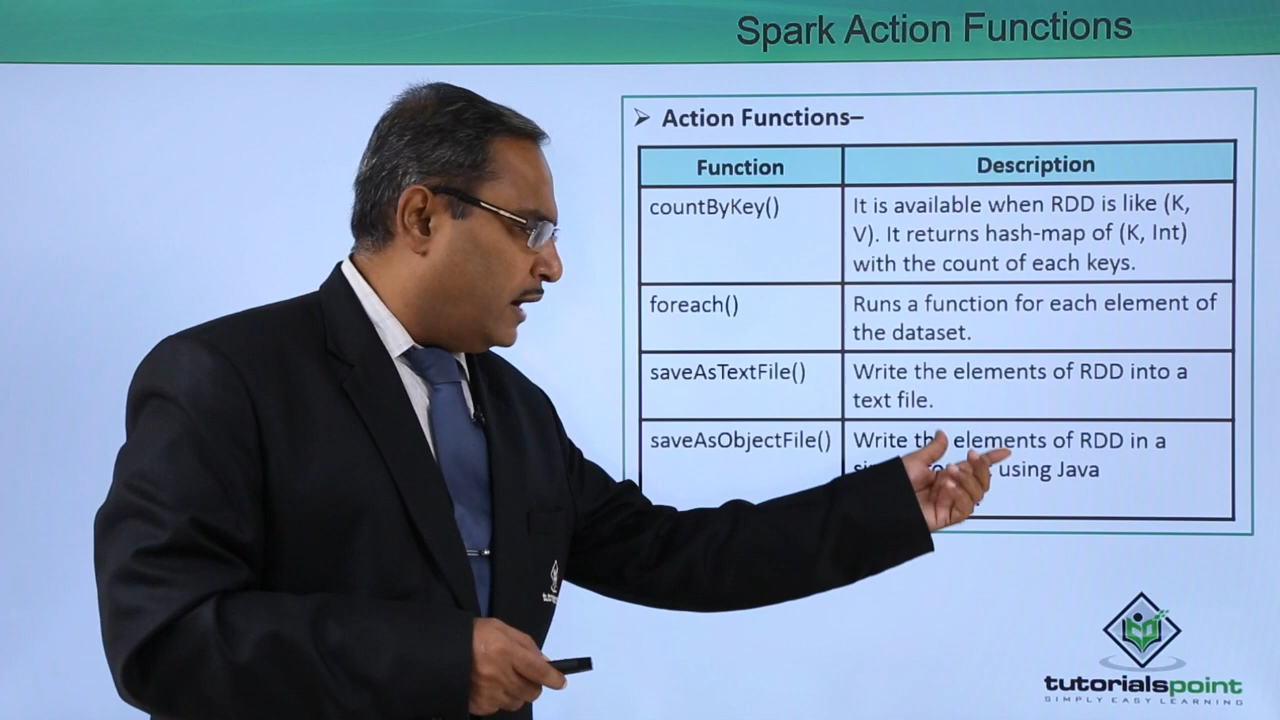 Spark Action Functions
➢ Action Functions–
Function Description
countByKey() It is available when RDD is like (K,
V). It returns hash-map of (K, Int)
with the count of each keys.
foreach() Runs a function for each element of
the dataset.
saveAsTextFile() Write the elements of RDD into a
text file.
saveAsObjectFile() Write the elements of RDD in a
using Java
tutorialspoint
SIMPLY EASY LEARNING